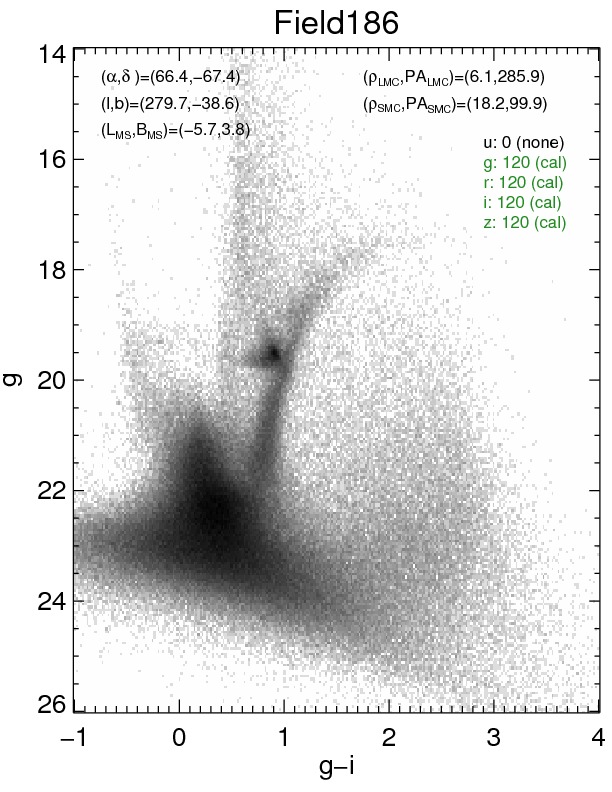 Field186
(α,δ)=(66.4,−67.4)
(ρLMC,PALMC)=(6.1,285.9)
(l,b)=(279.7,−38.6)
(ρSMC,PASMC)=(18.2,99.9)
(LMS,BMS)=(−5.7,3.8)
u: 0 (none)
g: 120 (cal)
r: 120 (cal)
i: 120 (cal)
z: 120 (cal)
14
16
18
20
22
24
26
g
−1 0 1 2 3 4
g−i